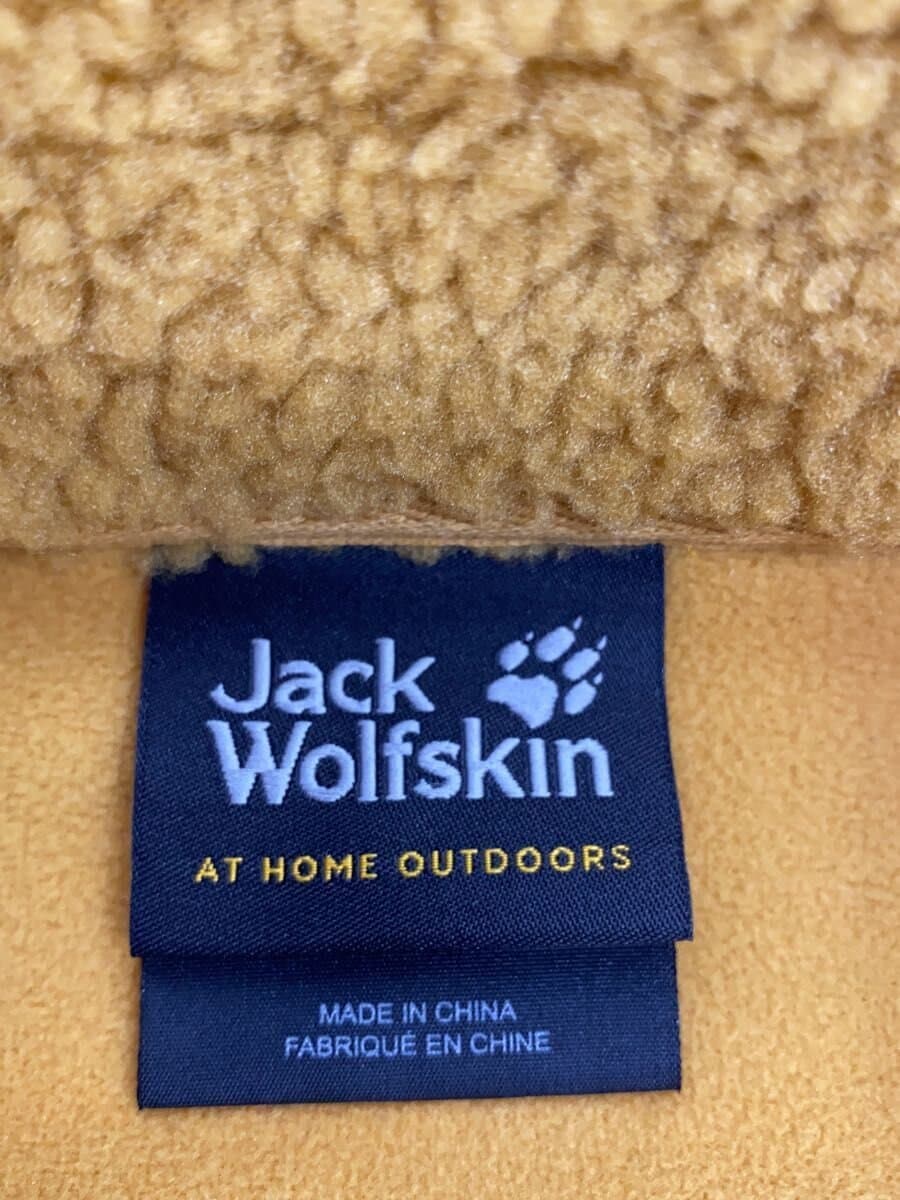 Jack
Wolfskin
AT HOME OUTDOORS
MADE IN CHINA
FABRIQUÉ EN CHINE